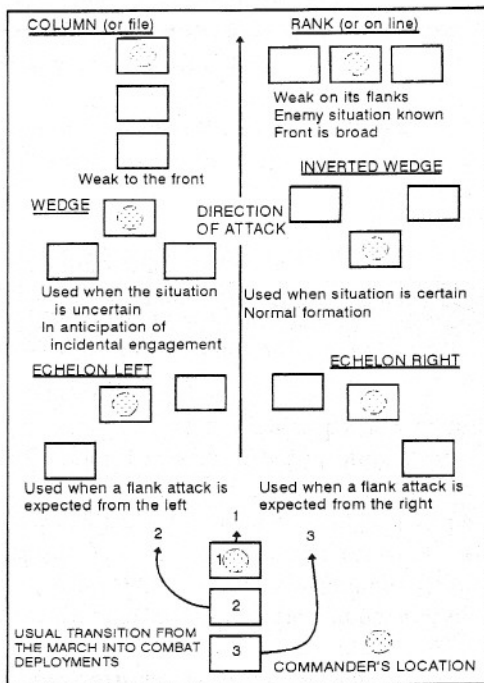 COLUMN (or file)
Weak to the front
RANK (or on line)
Weak on its flanks
Enemy situation known
Front is broad
DIRECTION
OF ATTACK
WEDGE
Used when the situation
is uncertain
In anticipation of
incidental engagement
INVERTED WEDGE
Used when situation is certain
Normal formation
ECHELON LEFT
Used when a flank attack is
expected from the left
ECHELON RIGHT
Used when a flank attack is
expected from the right
1
2
3
1
2
3
USUAL TRANSITION FROM
THE MARCH INTO COMBAT
DEPLOYMENTS
COMMANDER'S LOCATION